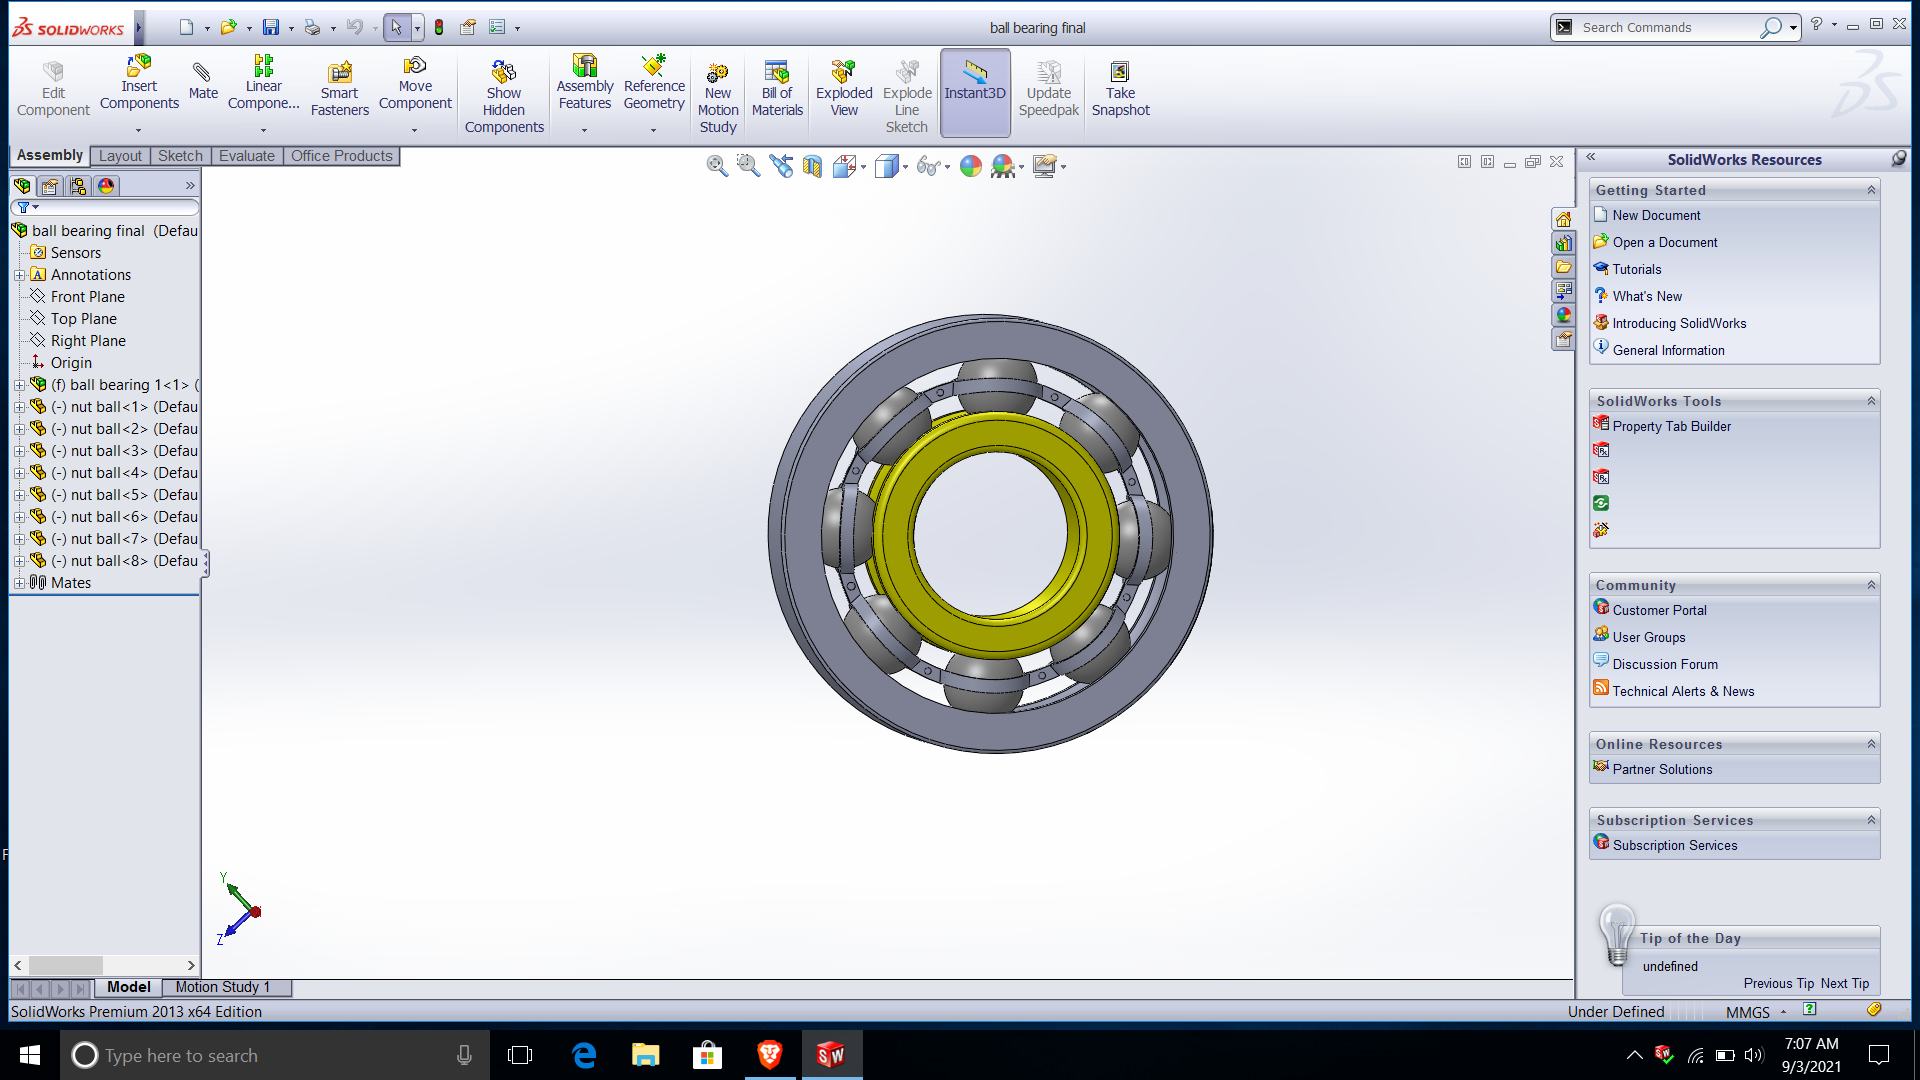 SOLIDWORKS
ball bearing final
Search Commands
Edit Component
Insert Components
Mate
Linear Compone...
Smart Fasteners
Move Component
Show Hidden Components
Assembly Features
Reference Geometry
New Motion Study
Bill of Materials
Exploded View
Explode Line Sketch
Instant3D
Update Speedpak
Take Snapshot
Assembly
Layout
Sketch
Evaluate
Office Products
ball bearing final (Defau
Sensors
Annotations
Front Plane
Top Plane
Right Plane
Origin
(f) ball bearing 1<1> (
(-) nut ball<1> (Defau
(-) nut ball<2> (Defau
(-) nut ball<3> (Defau
(-) nut ball<4> (Defau
(-) nut ball<5> (Defau
(-) nut ball<6> (Defau
(-) nut ball<7> (Defau
(-) nut ball<8> (Defau
Mates
Y
Z
Model
Motion Study 1
SolidWorks Premium 2013 x64 Edition
Under Defined
MMGS
SolidWorks Resources
Getting Started
New Document
Open a Document
Tutorials
What's New
Introducing SolidWorks
General Information
SolidWorks Tools
Property Tab Builder
Community
Customer Portal
User Groups
Discussion Forum
Technical Alerts & News
Online Resources
Partner Solutions
Subscription Services
Subscription Services
Tip of the Day
undefined
Previous Tip Next Tip
Type here to search
7:07 AM
9/3/2021